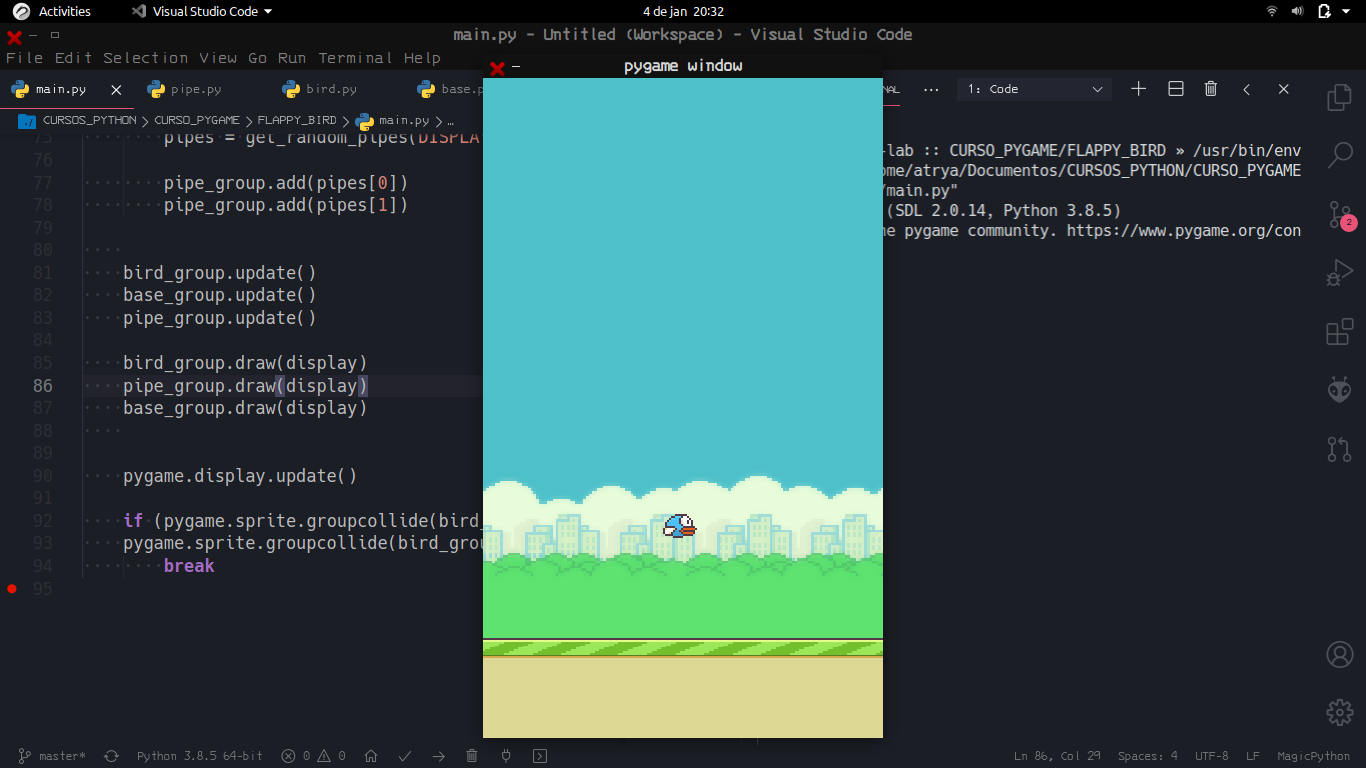 Activities Visual Studio Code 4 de jan 20:32
main.py - Untitled (Workspace) - Visual Studio Code
File Edit Selection View Go Run Terminal Help
pygame window
main.py pipe.py bird.py base.p NAL ... 1: Code
CURSOS_PYTHON > CURSO_PYGAME > FLAPPY_BIRD > main.py > …
75 pipes = get_random_pipes(DISPLA
76
77 pipe_group.add(pipes[0])
78 pipe_group.add(pipes[1])
79
80
81 bird_group.update()
82 base_group.update()
83 pipe_group.update()
84
85 bird_group.draw(display)
86 pipe_group.draw(display)
87 base_group.draw(display)
88
89
90 pygame.display.update()
91
92 if (pygame.sprite.groupcollide(bird_
93 pygame.sprite.groupcollide(bird_grou
94 break
95
-lab :: CURSO_PYGAME/FLAPPY_BIRD » /usr/bin/env
ome/atrya/Documentos/CURSOS_PYTHON/CURSO_PYGAME
/main.py"
(SDL 2.0.14, Python 3.8.5)
he pygame community. https://www.pygame.org/con
2
master* Python 3.8.5 64-bit 0 0 Ln 86, Col 29 Spaces: 4 UTF-8 LF MagicPython